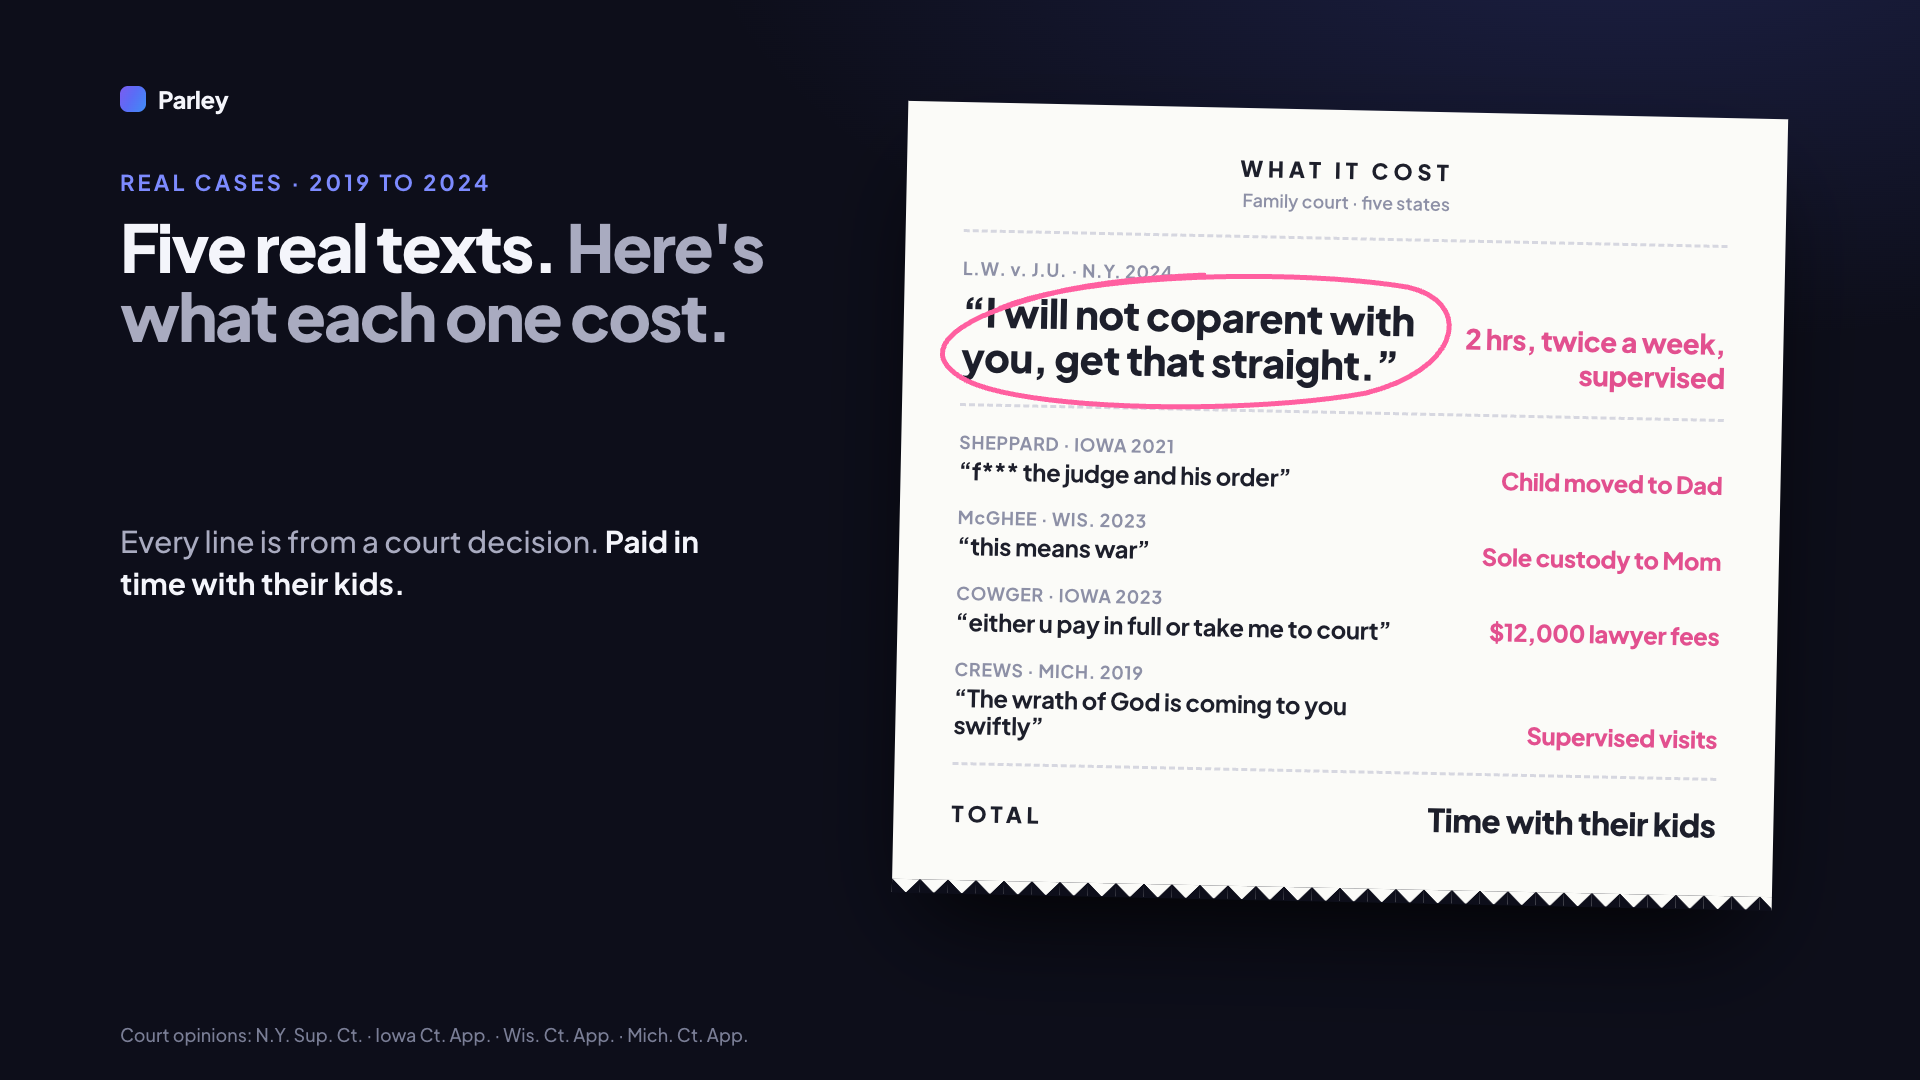 Parley
REAL CASES · 2019 TO 2024
Five real texts. Here's
what each one cost.
Every line is from a court decision. Paid in
time with their kids.
Court opinions: N.Y. Sup. Ct. · Iowa Ct. App. · Wis. Ct. App. · Mich. Ct. App.
WHAT IT COST
Family court · five states
L.W. v. J.U. · N.Y. 2024
“I will not coparent with
you, get that straight.”
2 hrs, twice a week,
supervised
SHEPPARD · IOWA 2021
“f*** the judge and his order”
Child moved to Dad
McGHEE · WIS. 2023
“this means war”
Sole custody to Mom
COWGER · IOWA 2023
“either u pay in full or take me to court”
$12,000 lawyer fees
CREWS · MICH. 2019
“The wrath of God is coming to you
swiftly”
Supervised visits
TOTAL
Time with their kids